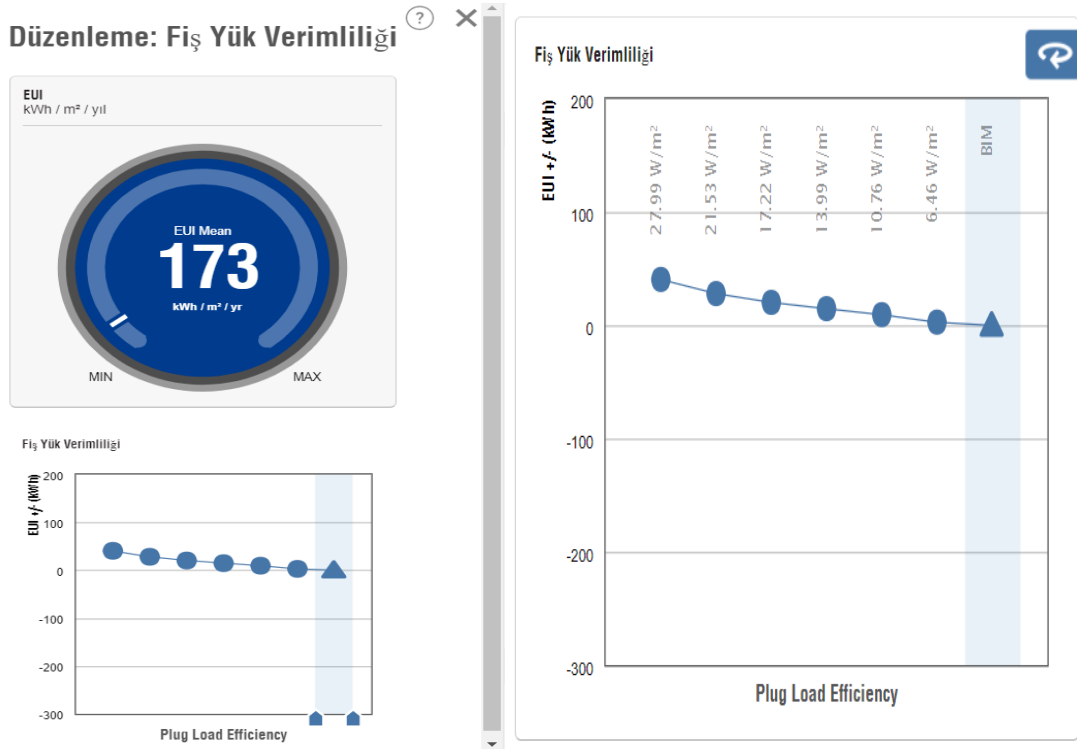 Düzenleme: Fiş Yük Verimliliği
?
EUI
kWh / m² / yıl
EUI Mean
173
kWh / m² / yr
MIN
MAX
Fiş Yük Verimliliği
EUI +/- (kWh)
200
100
0
-100
-200
-300
Plug Load Efficiency
Fiş Yük Verimliliği
EUI +/- (kWh)
200
100
0
-100
-200
-300
27.99 W/m²
21.53 W/m²
17.22 W/m²
13.99 W/m²
10.76 W/m²
6.46 W/m²
BIM
Plug Load Efficiency